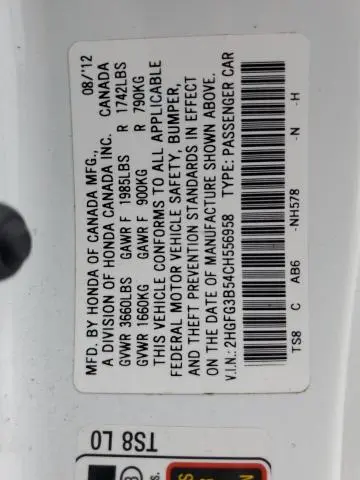 MFD. BY HONDA OF CANADA MFG., 08/'12
A DIVISION OF HONDA CANADA INC. CANADA
GVWR 3660LBS GAWR F 1985LBS R 1742LBS
GVWR 1660KG GAWR F 900KG R 790KG
THIS VEHICLE CONFORMS TO ALL APPLICABLE
FEDERAL MOTOR VEHICLE SAFETY, BUMPER,
AND THEFT PREVENTION STANDARDS IN EFFECT
ON THE DATE OF MANUFACTURE SHOWN ABOVE.
V.I.N.: 2HGFG3B54CH556958 TYPE: PASSENGER CAR
TS8 C AB6 -NH578 -N -H
TS8 L0